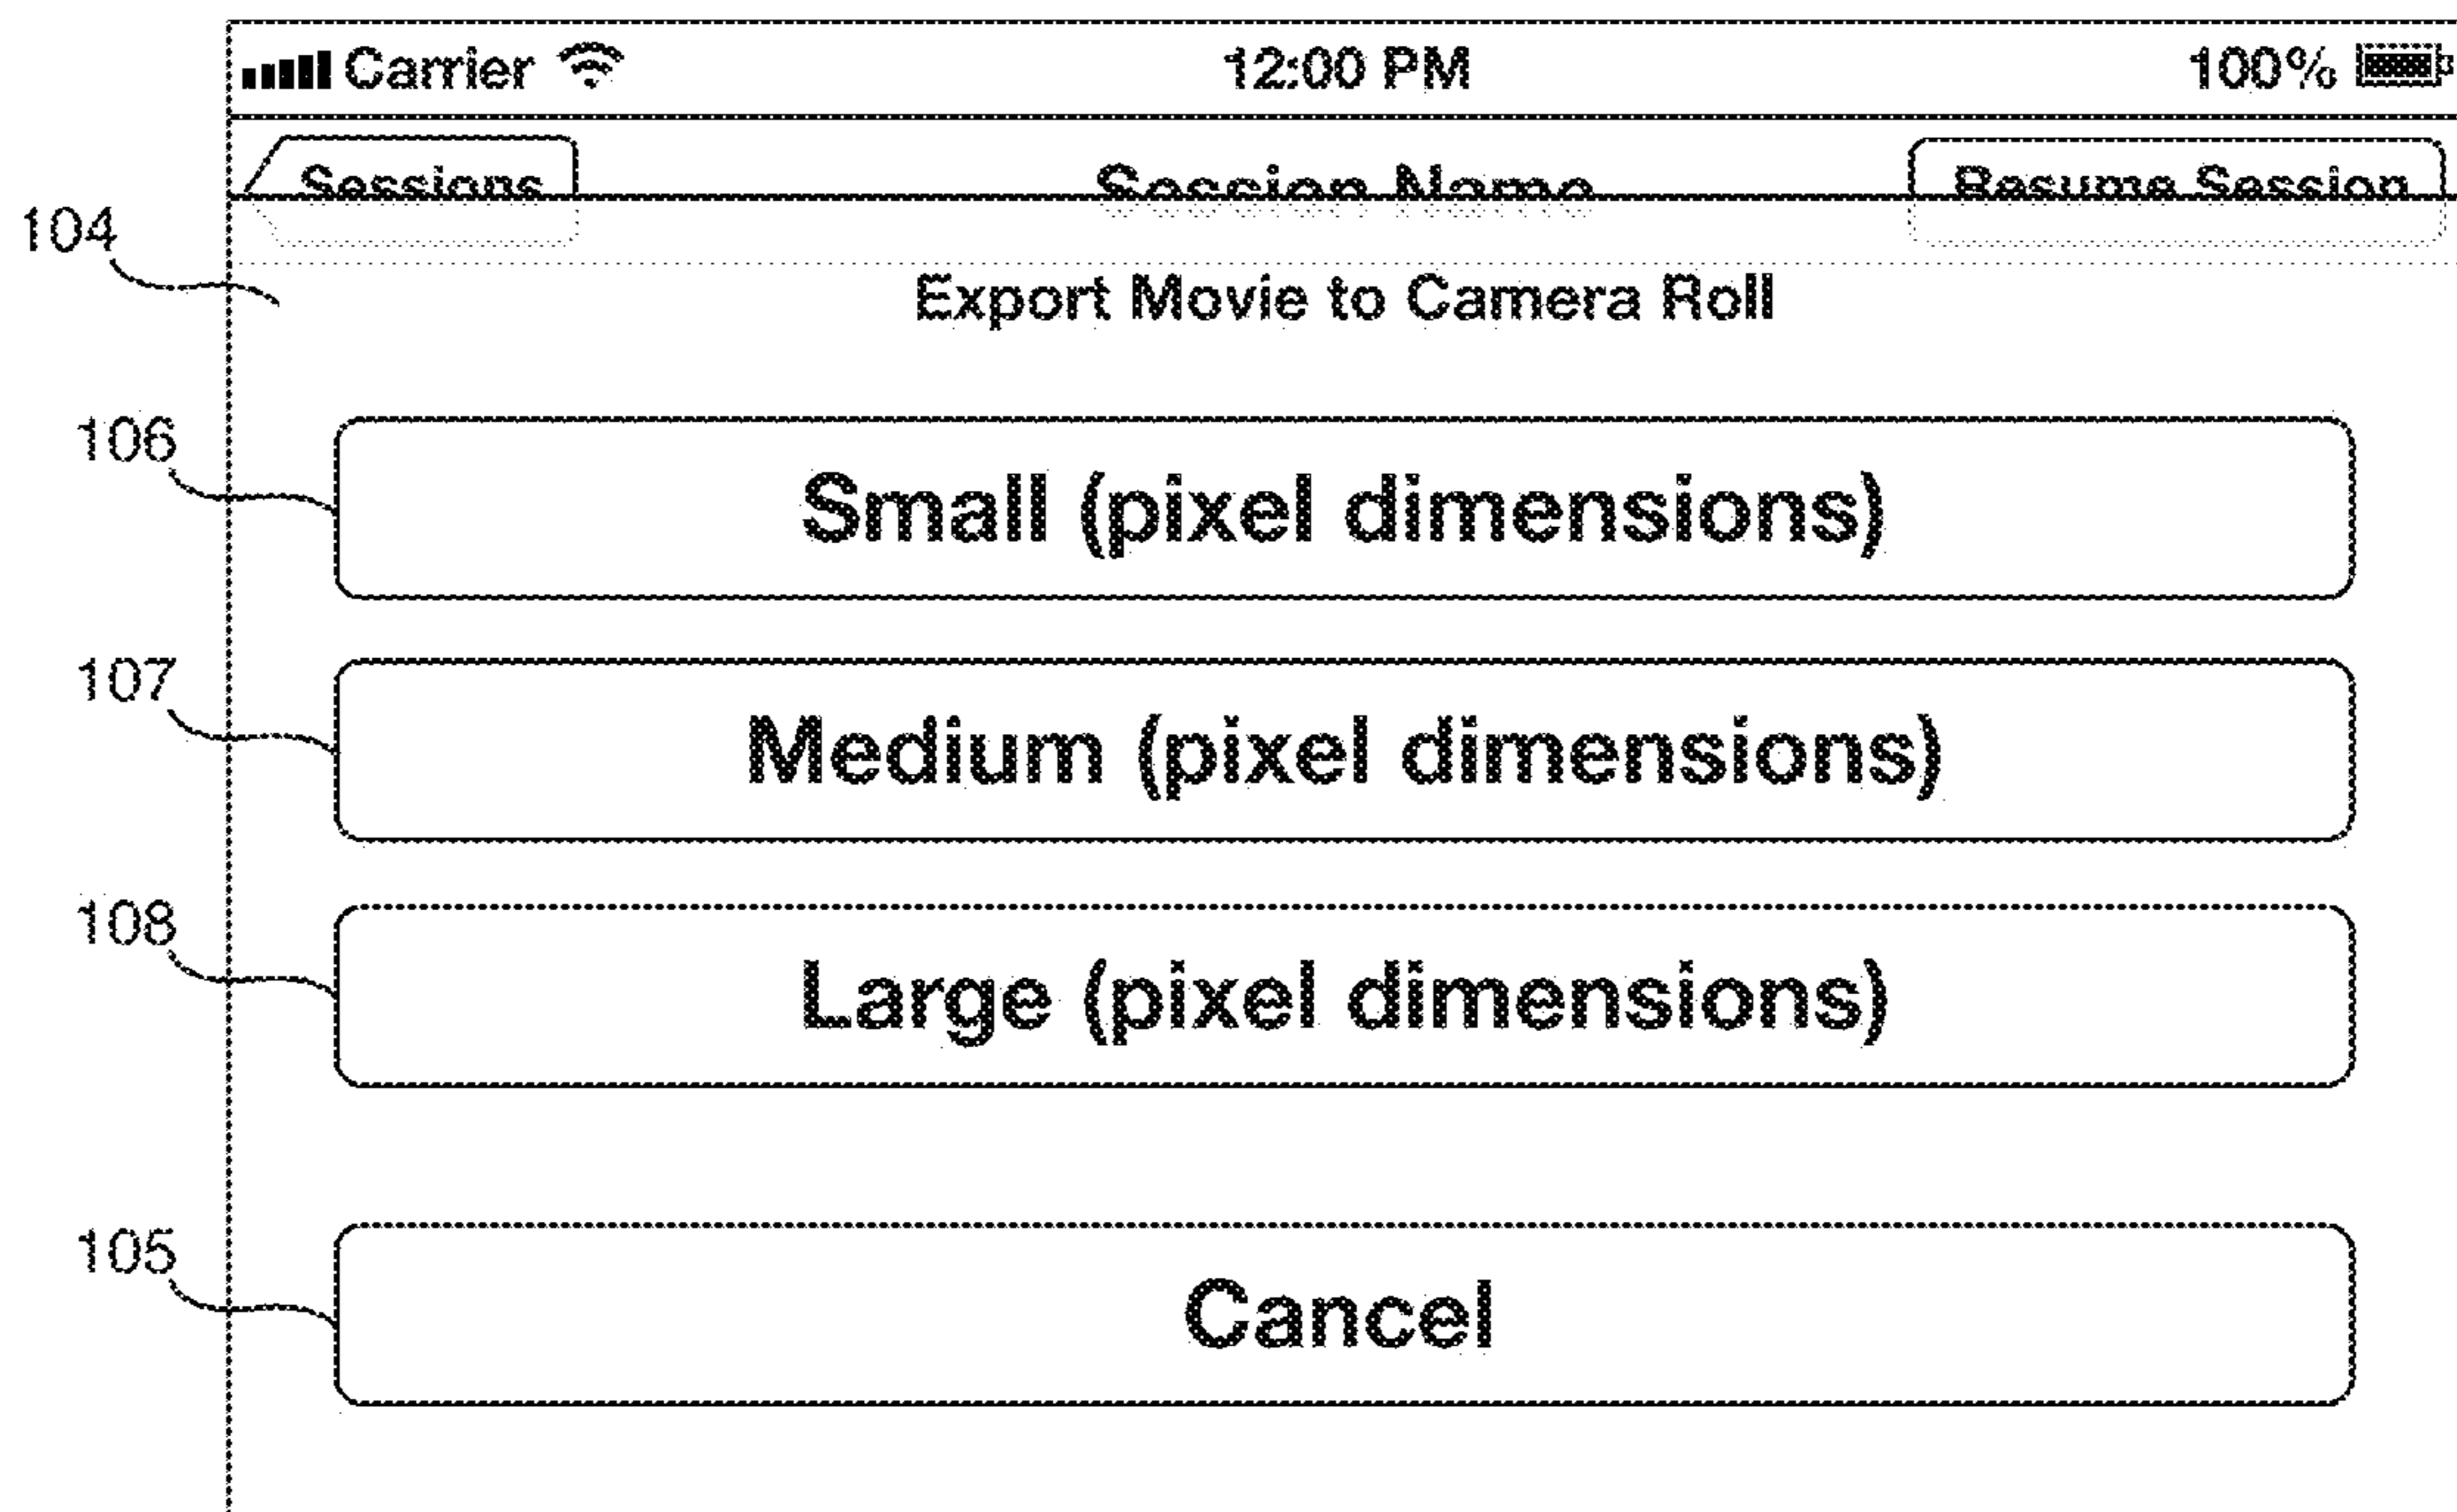 Carrier 12:00 PM 100%
Sessions Session Name Resume Session
104
Export Movie to Camera Roll
106 Small (pixel dimensions)
107 Medium (pixel dimensions)
108 Large (pixel dimensions)
105 Cancel